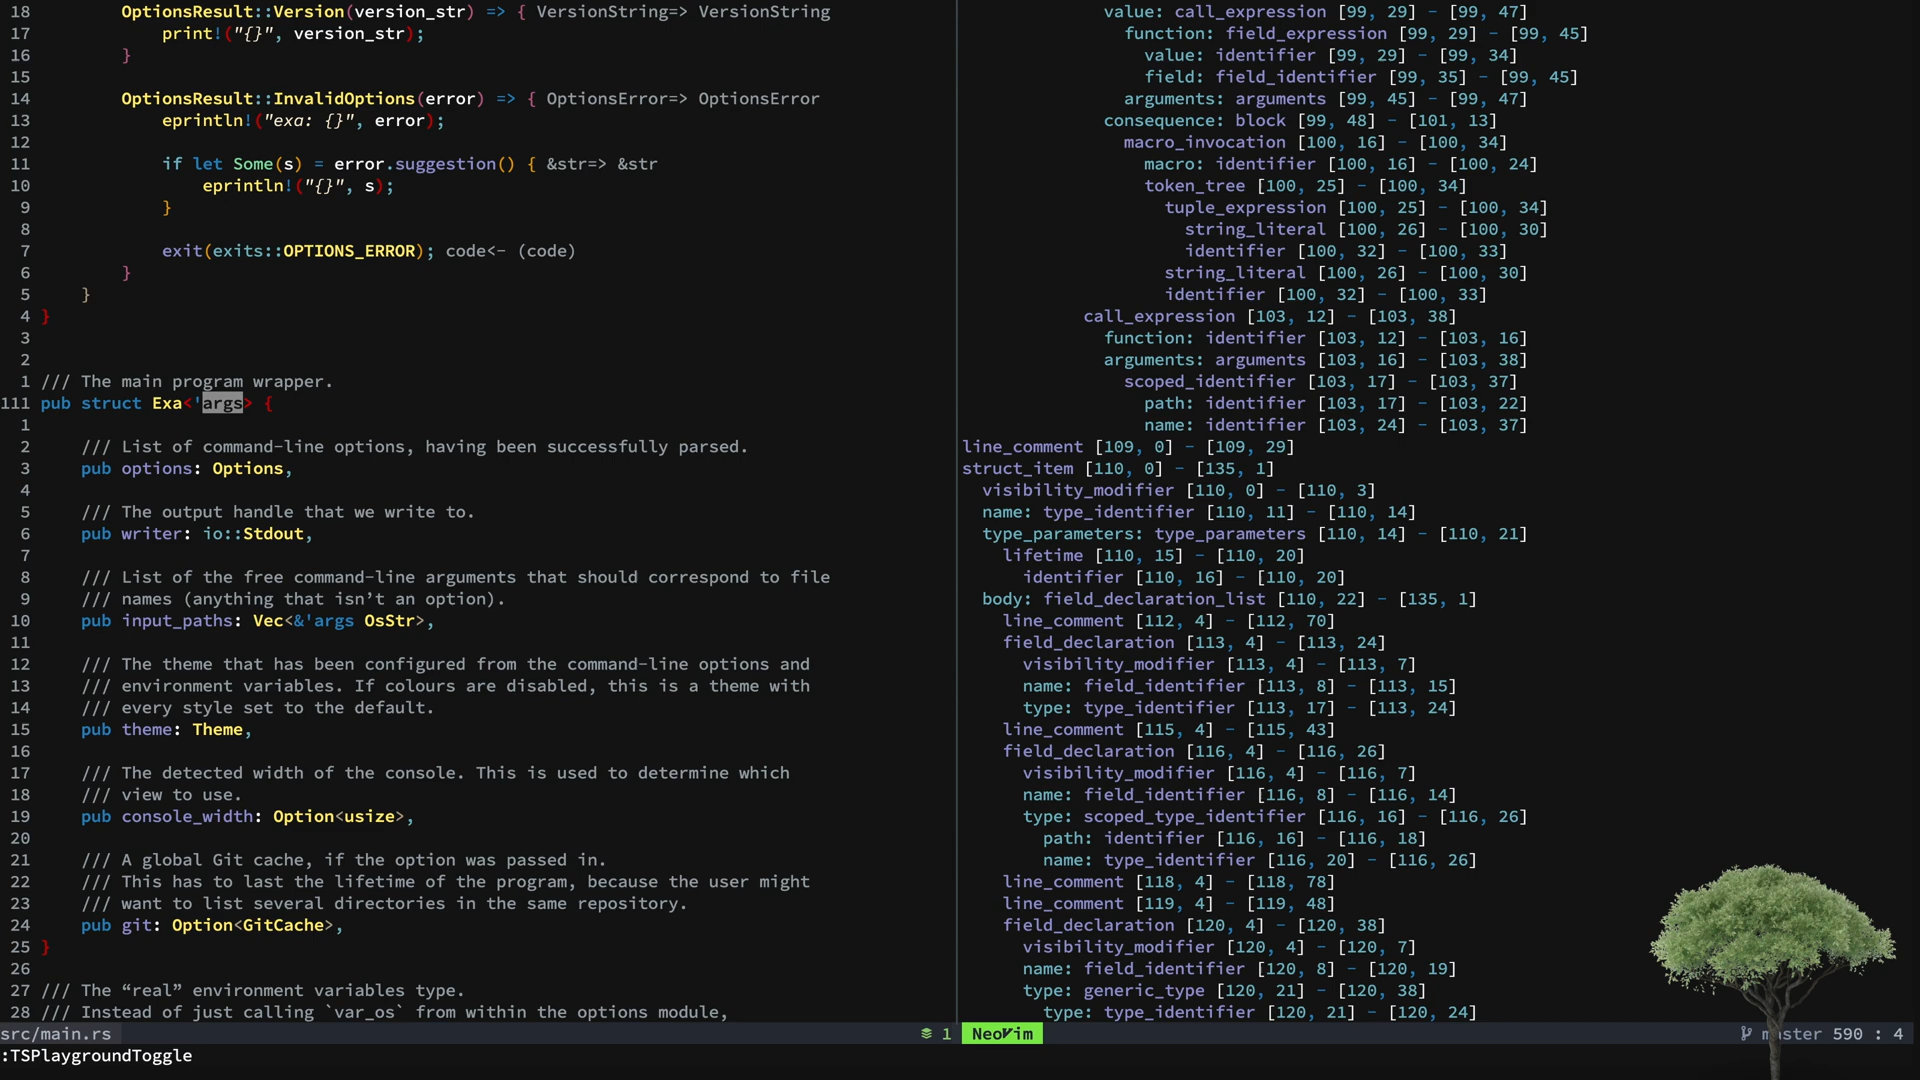 18         OptionsResult::Version(version_str) => { VersionString=> VersionString
17             print!("{}", version_str);
16         }
15
14         OptionsResult::InvalidOptions(error) => { OptionsError=> OptionsError
13             eprintln!("exa: {}", error);
12
11             if let Some(s) = error.suggestion() { &str=> &str
10                 eprintln!("{}", s);
9             }
8
7             exit(exits::OPTIONS_ERROR); code<- (code)
6         }
5     }
4 }
3
2
1 /// The main program wrapper.
111 pub struct Exa<'args> {
1
2     /// List of command-line options, having been successfully parsed.
3     pub options: Options,
4
5     /// The output handle that we write to.
6     pub writer: io::Stdout,
7
8     /// List of the free command-line arguments that should correspond to file
9     /// names (anything that isn’t an option).
10     pub input_paths: Vec<&'args OsStr>,
11
12     /// The theme that has been configured from the command-line options and
13     /// environment variables. If colours are disabled, this is a theme with
14     /// every style set to the default.
15     pub theme: Theme,
16
17     /// The detected width of the console. This is used to determine which
18     /// view to use.
19     pub console_width: Option<usize>,
20
21     /// A global Git cache, if the option was passed in.
22     /// This has to last the lifetime of the program, because the user might
23     /// want to list several directories in the same repository.
24     pub git: Option<GitCache>,
25 }
26
27 /// The “real” environment variables type.
28 /// Instead of just calling `var_os` from within the options module,
src/main.rs 1
:TSPlaygroundToggle
value: call_expression [99, 29] - [99, 47]
function: field_expression [99, 29] - [99, 45]
value: identifier [99, 29] - [99, 34]
field: field_identifier [99, 35] - [99, 45]
arguments: arguments [99, 45] - [99, 47]
consequence: block [99, 48] - [101, 13]
macro_invocation [100, 16] - [100, 34]
macro: identifier [100, 16] - [100, 24]
token_tree [100, 25] - [100, 34]
tuple_expression [100, 25] - [100, 34]
string_literal [100, 26] - [100, 30]
identifier [100, 32] - [100, 33]
string_literal [100, 26] - [100, 30]
identifier [100, 32] - [100, 33]
call_expression [103, 12] - [103, 38]
function: identifier [103, 12] - [103, 16]
arguments: arguments [103, 16] - [103, 38]
scoped_identifier [103, 17] - [103, 37]
path: identifier [103, 17] - [103, 22]
name: identifier [103, 24] - [103, 37]
line_comment [109, 0] - [109, 29]
struct_item [110, 0] - [135, 1]
visibility_modifier [110, 0] - [110, 3]
name: type_identifier [110, 11] - [110, 14]
type_parameters: type_parameters [110, 14] - [110, 21]
lifetime [110, 15] - [110, 20]
identifier [110, 16] - [110, 20]
body: field_declaration_list [110, 22] - [135, 1]
line_comment [112, 4] - [112, 70]
field_declaration [113, 4] - [113, 24]
visibility_modifier [113, 4] - [113, 7]
name: field_identifier [113, 8] - [113, 15]
type: type_identifier [113, 17] - [113, 24]
line_comment [115, 4] - [115, 43]
field_declaration [116, 4] - [116, 26]
visibility_modifier [116, 4] - [116, 7]
name: field_identifier [116, 8] - [116, 14]
type: scoped_type_identifier [116, 16] - [116, 26]
path: identifier [116, 16] - [116, 18]
name: type_identifier [116, 20] - [116, 26]
line_comment [118, 4] - [118, 78]
line_comment [119, 4] - [119, 48]
field_declaration [120, 4] - [120, 38]
visibility_modifier [120, 4] - [120, 7]
name: field_identifier [120, 8] - [120, 19]
type: generic_type [120, 21] - [120, 38]
type: type_identifier [120, 21] - [120, 24]
NeoVim master 590 : 4